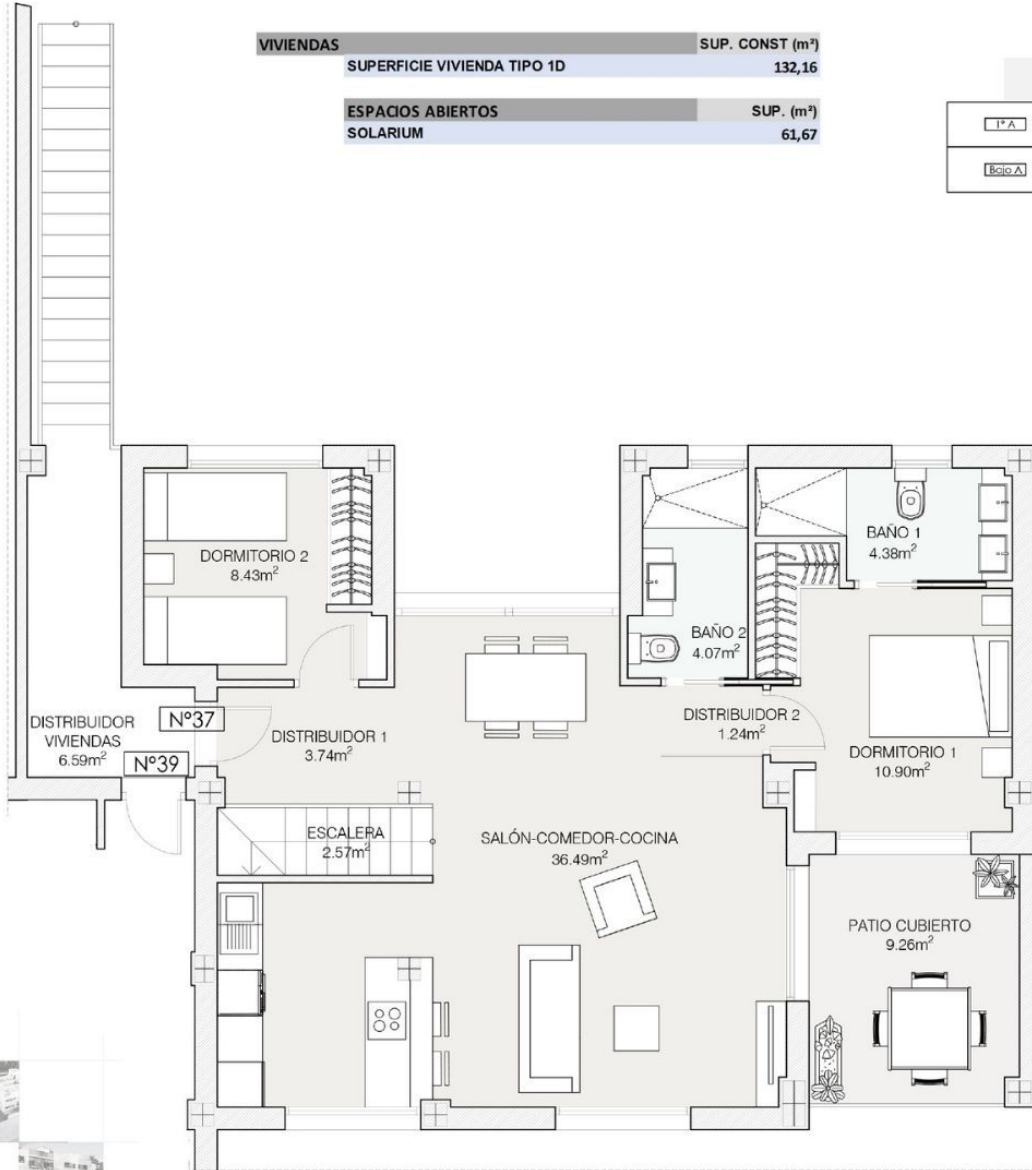 VIVIENDAS SUP. CONST (m²)
SUPERFICIE VIVIENDA TIPO 1D 132,16
ESPACIOS ABIERTOS SUP. (m²)
SOLARIUM 61,67
1º A
Bajo A
DORMITORIO 2
8.43m²
BAÑO 1
4.38m²
BAÑO 2
4.07m²
DISTRIBUIDOR
VIVIENDAS
6.59m²
Nº37
Nº39
DISTRIBUIDOR 1
3.74m²
DISTRIBUIDOR 2
1.24m²
DORMITORIO 1
10.90m²
ESCALERA
2.57m²
SALÓN-COMEDOR-COCINA
36.49m²
PATIO CUBIERTO
9.26m²